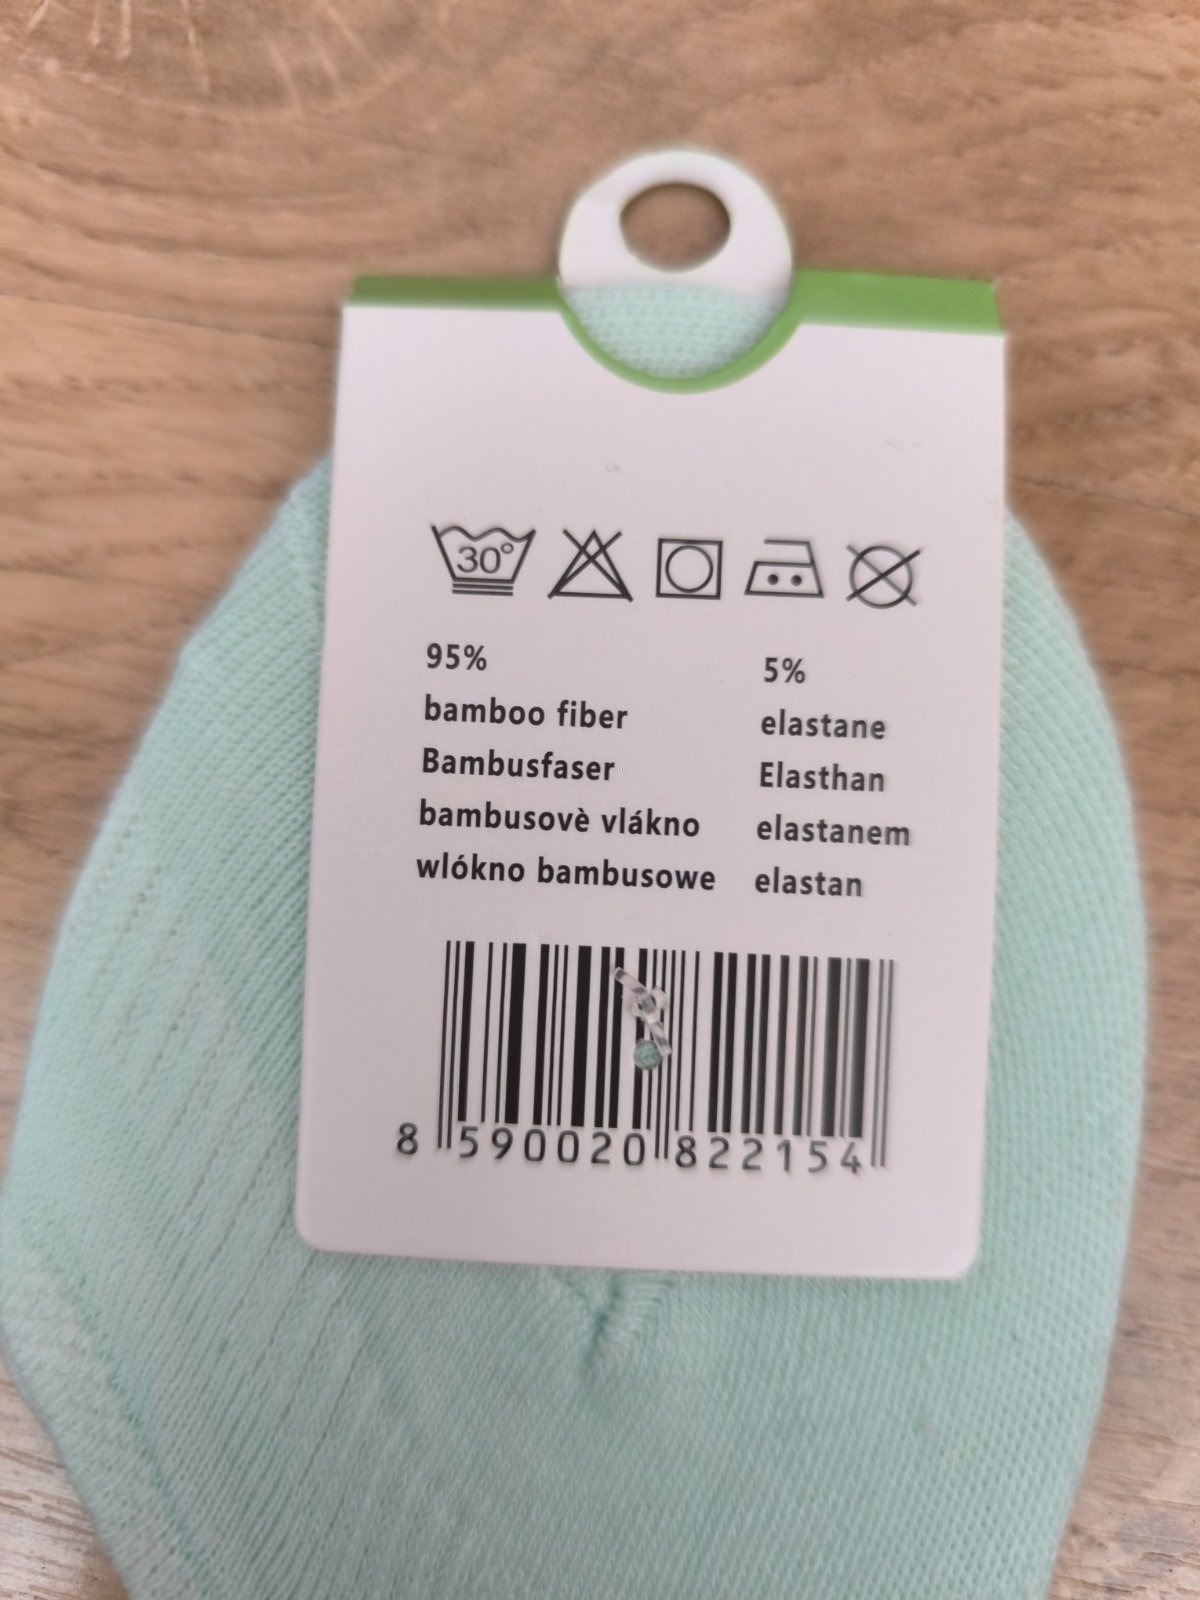 30°
95% 5%
bamboo fiber elastane
Bambusfaser Elasthan
bambusovè vlákno elastanem
wlókno bambusowe elastan
8 590020 822154